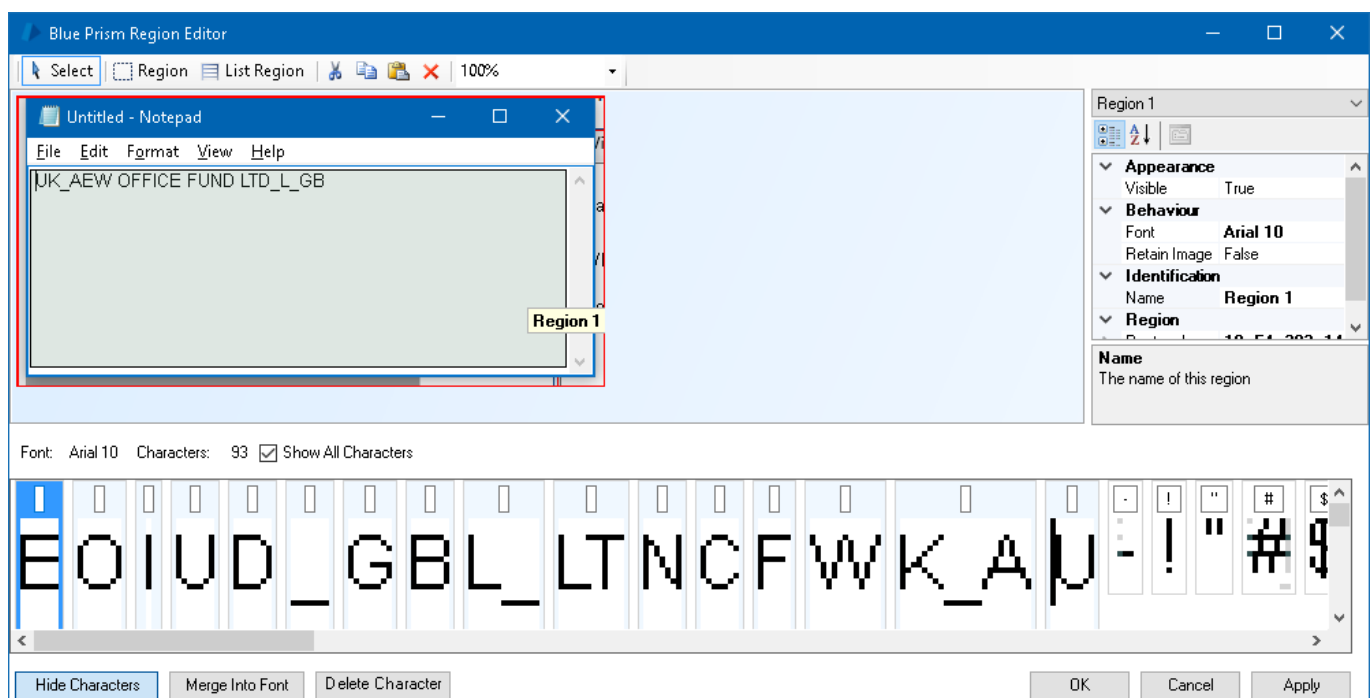 Blue Prism Region Editor
Select Region List Region 100%
Untitled - Notepad
File Edit Format View Help
UK_AEW OFFICE FUND LTD_L_GB
Region 1
Region 1
Appearance
Visible True
Behaviour
Font Arial 10
Retain Image False
Identification
Name Region 1
Region
Name
The name of this region
Font: Arial 10 Characters: 93 Show All Characters
- ! " # $
E O I U D _ G B L_ LT N C F W K_A U - ! " # $
Hide Characters Merge Into Font Delete Character OK Cancel Apply